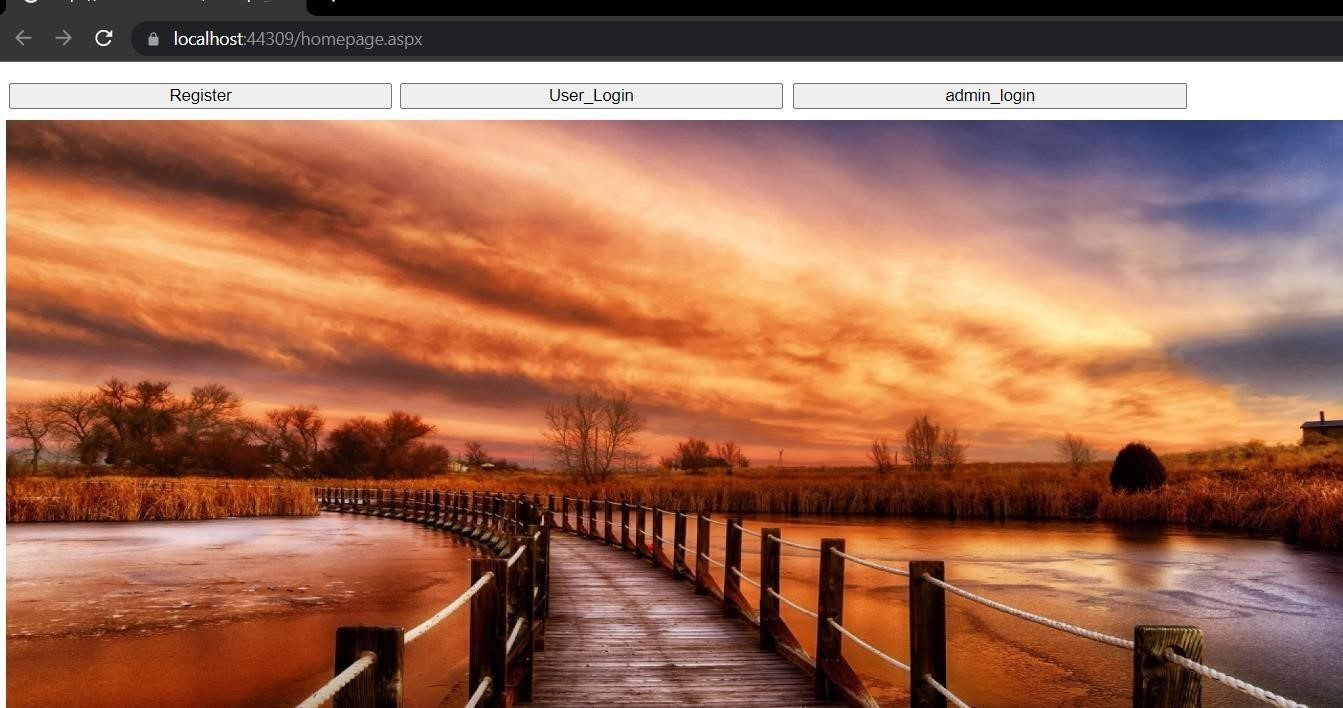 localhost:44309/homepage.aspx
Register User_Login admin_login